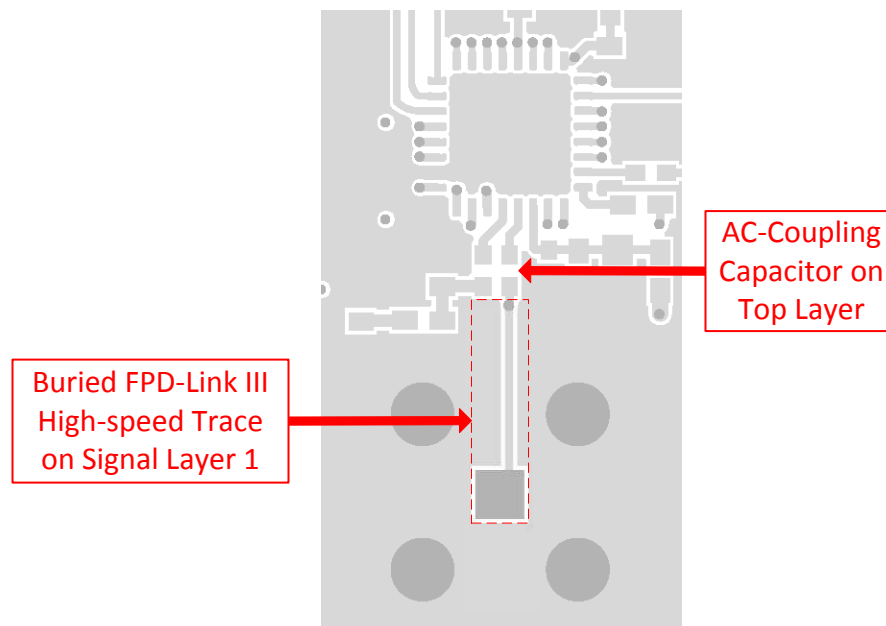 AC-Coupling
Capacitor on
Top Layer
Buried FPD-Link III
High-speed Trace
on Signal Layer 1